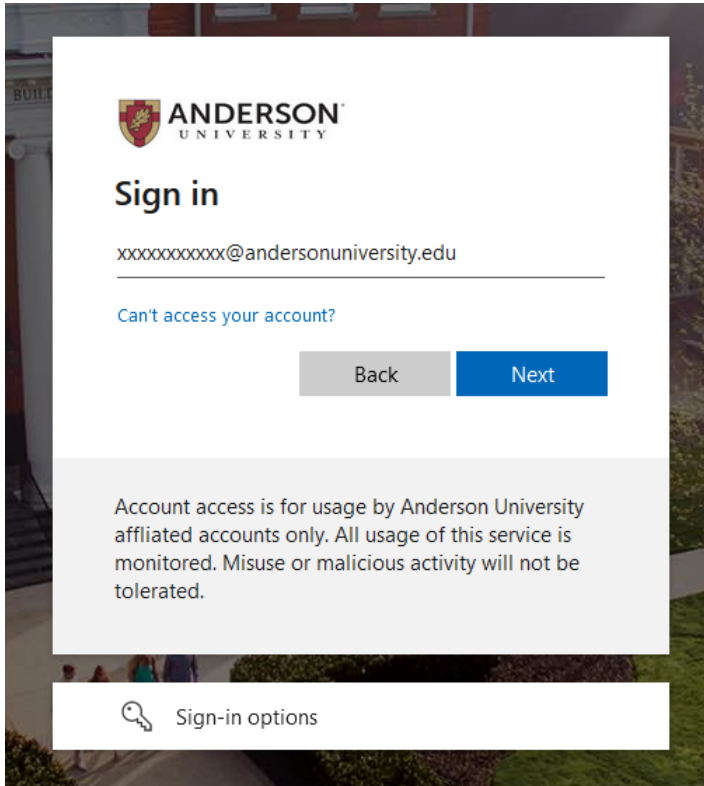 BUILD
ANDERSON
UNIVERSITY
Sign in
xxxxxxxxxxx@andersonuniversity.edu
Can't access your account?
Back
Next
Account access is for usage by Anderson University
affliated accounts only. All usage of this service is
monitored. Misuse or malicious activity will not be
tolerated.
Sign-in options